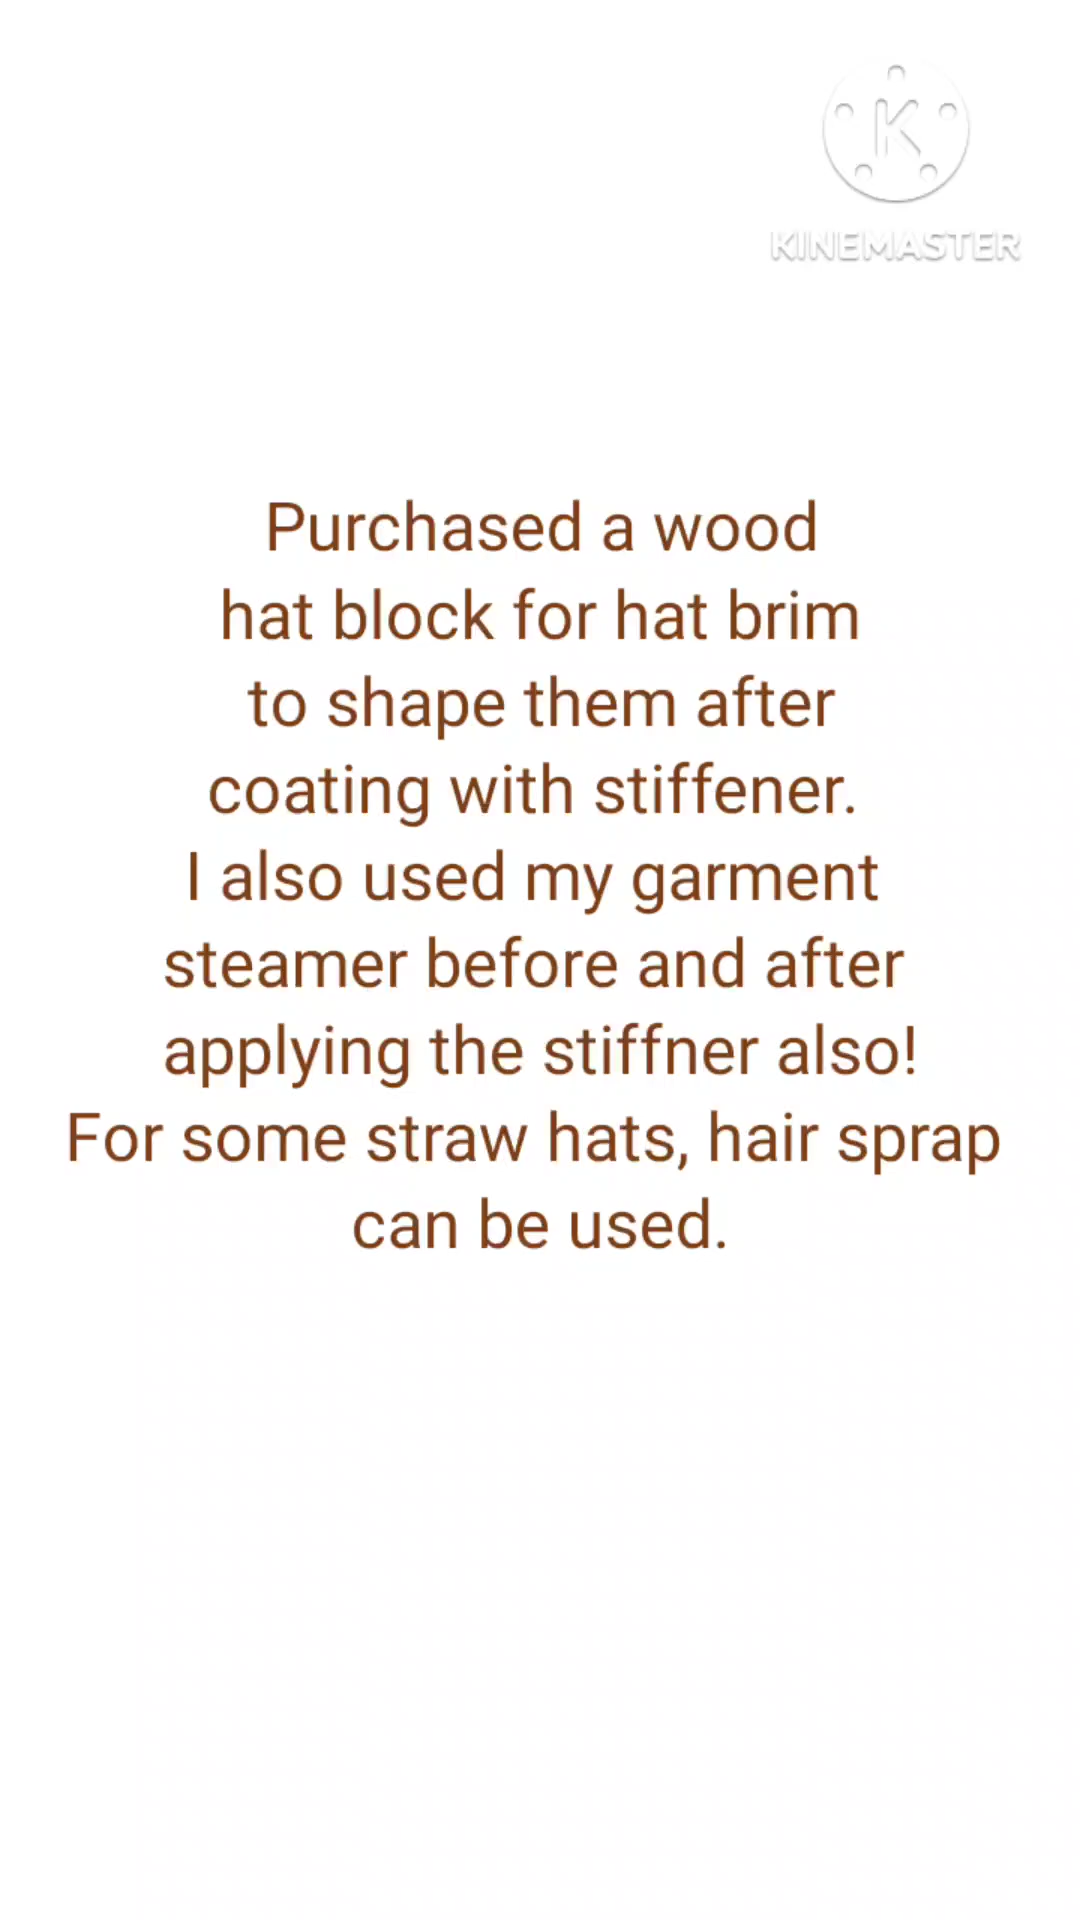 KINEMASTER
Purchased a wood
hat block for hat brim
to shape them after
coating with stiffener.
I also used my garment
steamer before and after
applying the stiffner also!
For some straw hats, hair sprap
can be used.